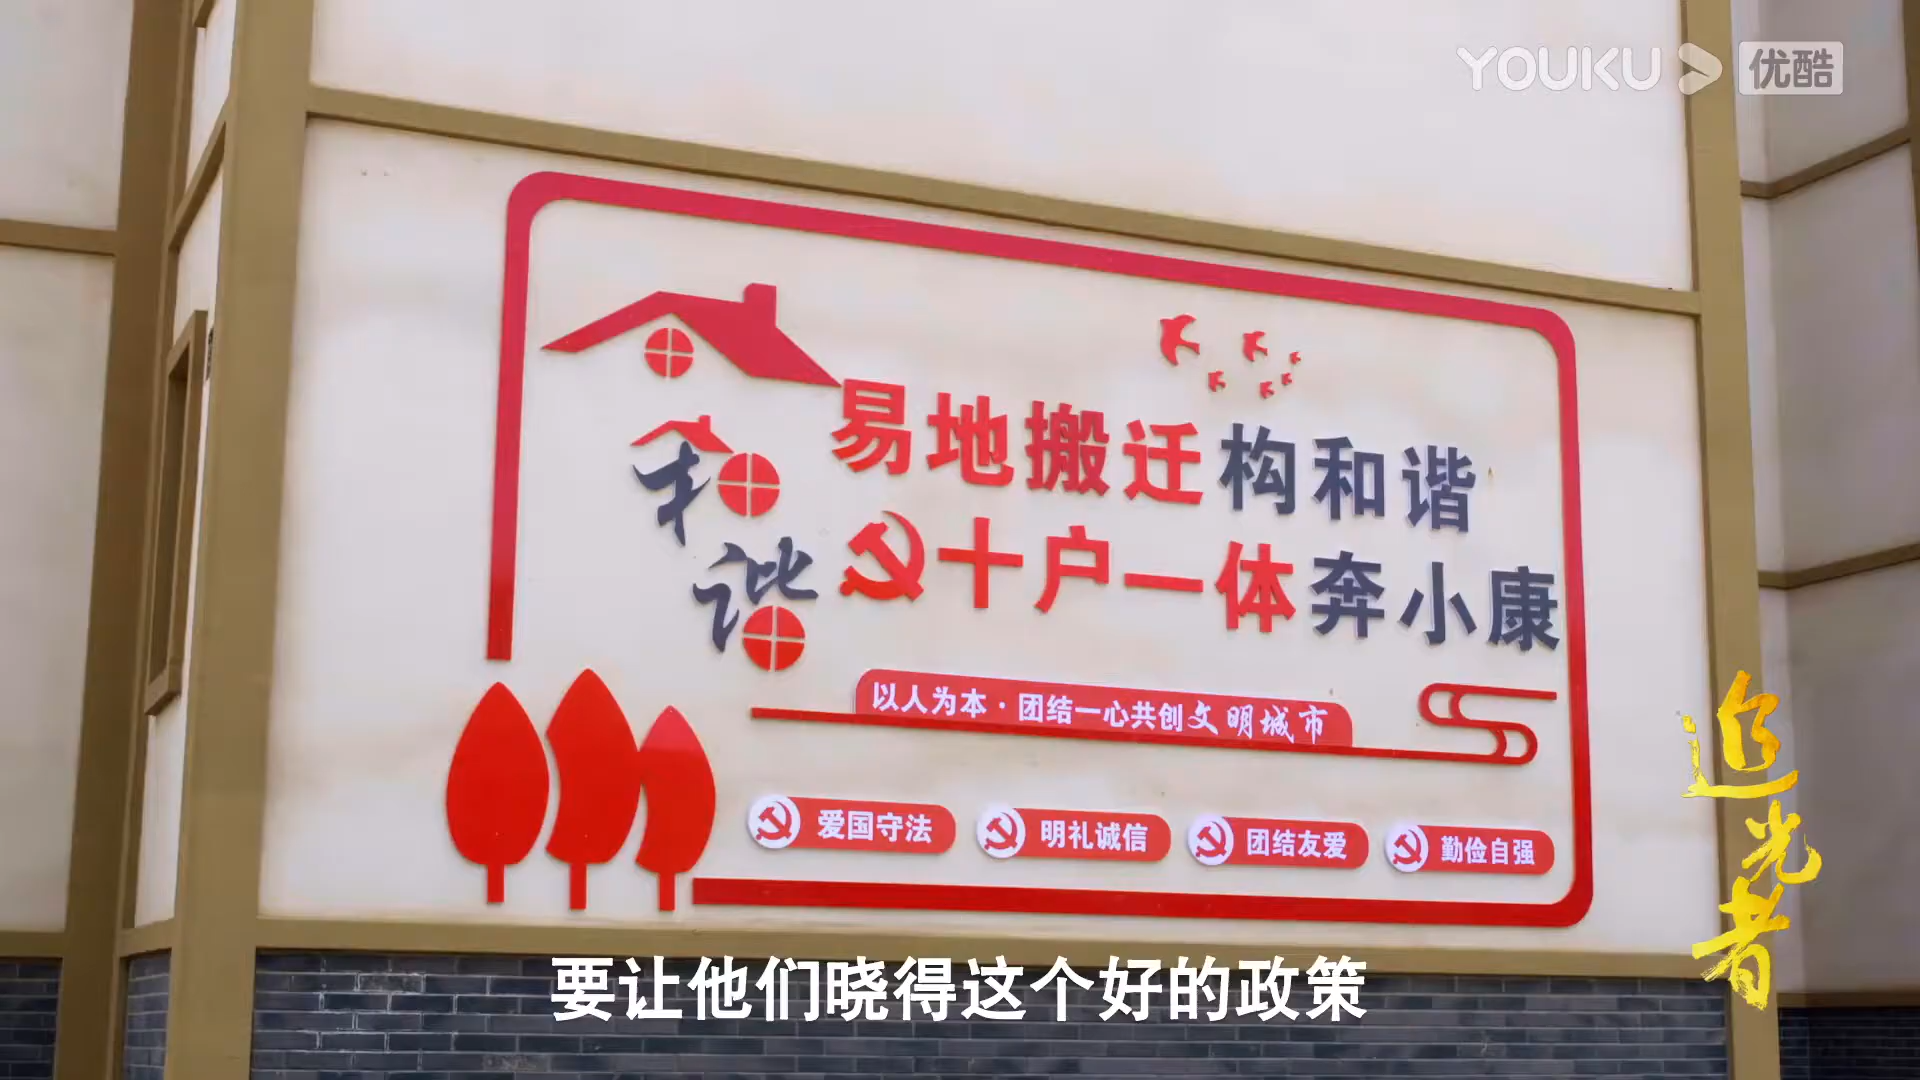 YOUKU 优酷
易地搬迁构和谐
和谐
十户一体奔小康
以人为本·团结一心共创文明城市
爱国守法
明礼诚信
团结友爱
勤俭自强
追光者
要让他们晓得这个好的政策